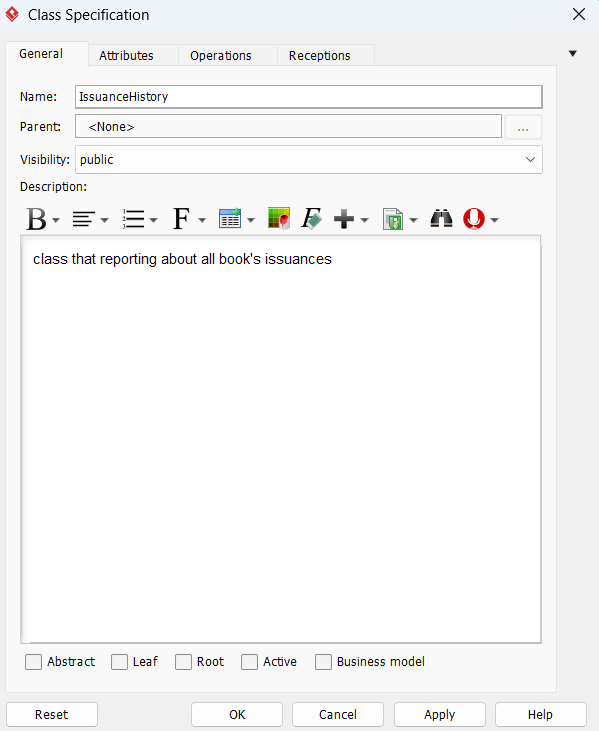 Class Specification
General Attributes Operations Receptions
Name: IssuanceHistory
Parent: <None> ...
Visibility: public
Description:
B F F
class that reporting about all book's issuances
Abstract Leaf Root Active Business model
Reset OK Cancel Apply Help